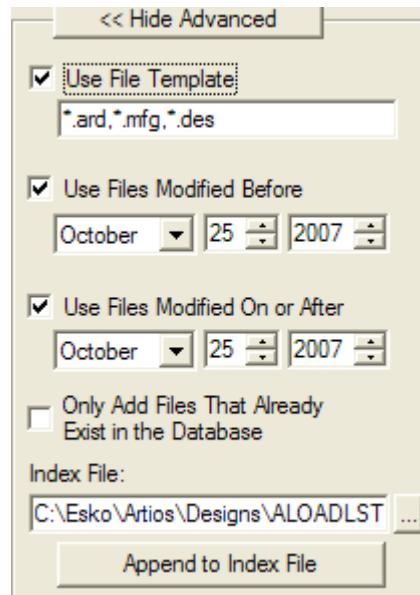 << Hide Advanced
Use File Template
*.ard,*.mfg,*.des
Use Files Modified Before
October 25 2007
Use Files Modified On or After
October 25 2007
Only Add Files That Already
Exist in the Database
Index File:
C:\Esko\Artios\Designs\ALOADLST ...
Append to Index File